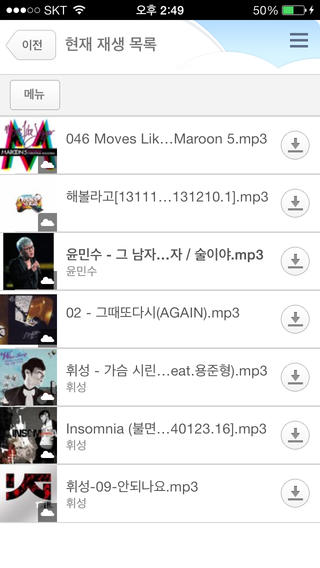 SKT 오후 2:49 50%
이전 현재 재생 목록
메뉴
046 Moves Lik...Maroon 5.mp3
해볼라고[13111...131210.1].mp3
윤민수 - 그 남자...자 / 술이야.mp3
윤민수
02 - 그때또다시(AGAIN).mp3
휘성 - 가슴 시린...eat.용준형).mp3
휘성
Insomnia (불면...40123.16].mp3
휘성
휘성-09-안되나요.mp3
휘성